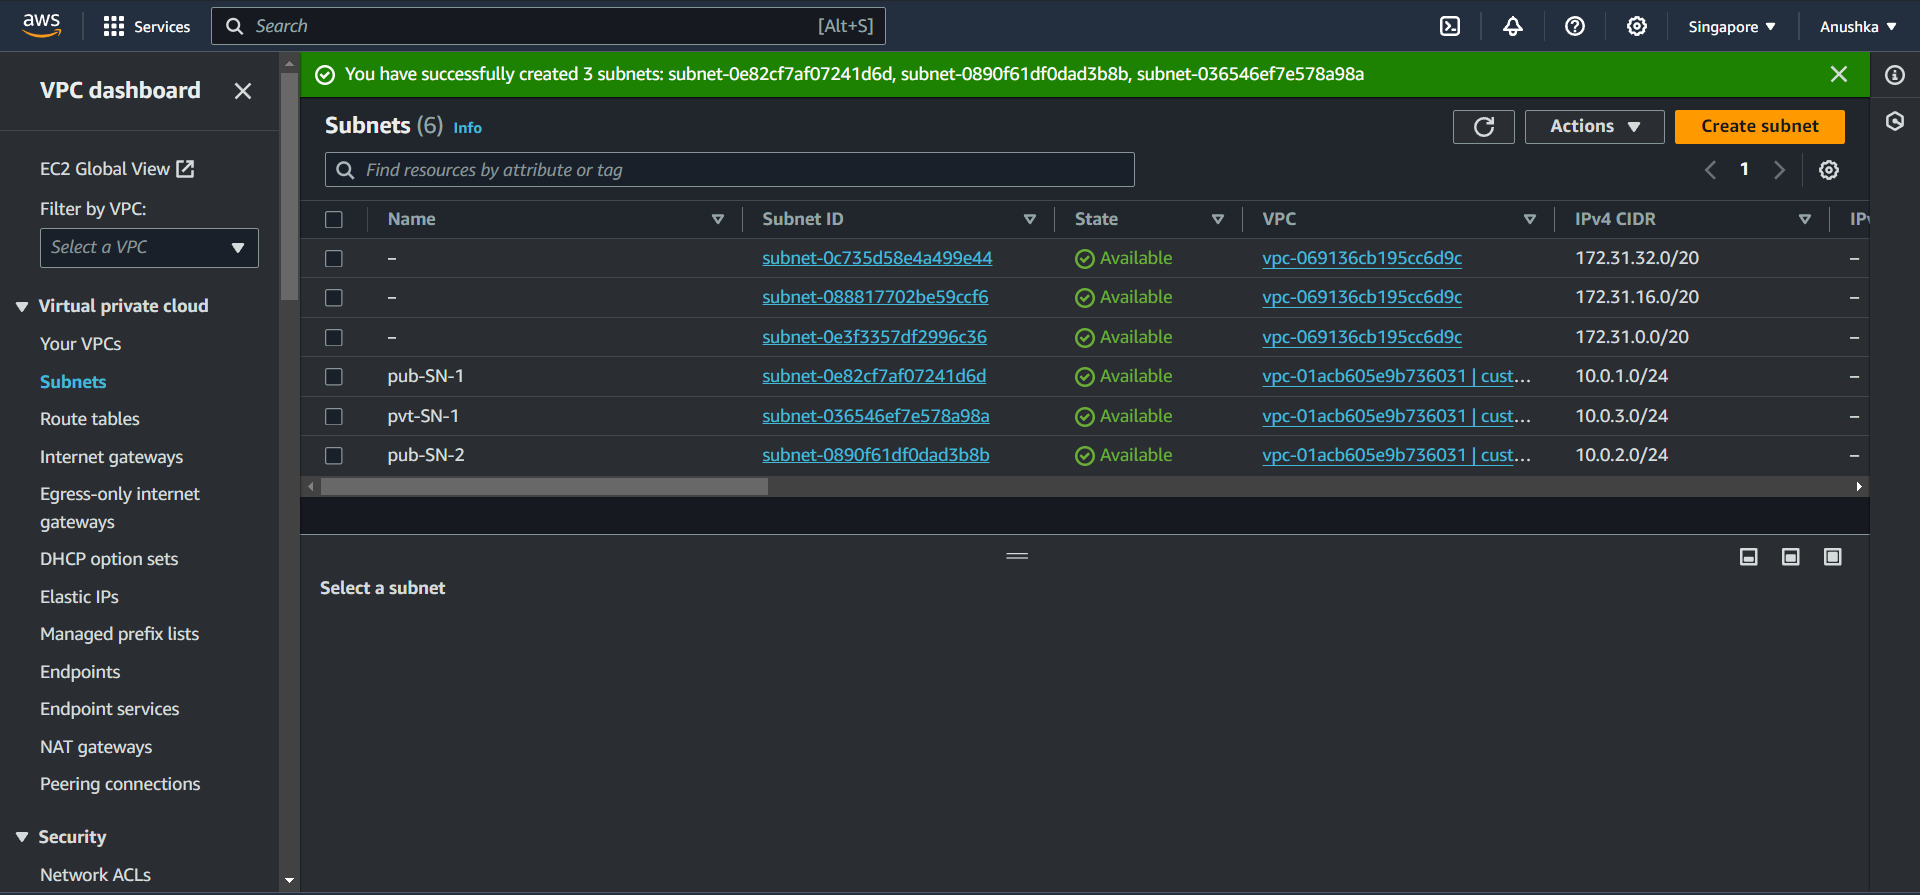 aws Services Search [Alt+S] Singapore Anushka
VPC dashboard
EC2 Global View
Filter by VPC:
Select a VPC
Virtual private cloud
Your VPCs
Subnets
Route tables
Internet gateways
Egress-only internet
gateways
DHCP option sets
Elastic IPs
Managed prefix lists
Endpoints
Endpoint services
NAT gateways
Peering connections
Security
Network ACLs
You have successfully created 3 subnets: subnet-0e82cf7af07241d6d, subnet-0890f61df0dad3b8b, subnet-036546ef7e578a98a
Subnets (6) Info Actions Create subnet
Find resources by attribute or tag 1
Name Subnet ID State VPC IPv4 CIDR IPv
– subnet-0c735d58e4a499e44 Available vpc-069136cb195cc6d9c 172.31.32.0/20 –
– subnet-088817702be59ccf6 Available vpc-069136cb195cc6d9c 172.31.16.0/20 –
– subnet-0e3f3357df2996c36 Available vpc-069136cb195cc6d9c 172.31.0.0/20 –
pub-SN-1 subnet-0e82cf7af07241d6d Available vpc-01acb605e9b736031 | cust... 10.0.1.0/24 –
pvt-SN-1 subnet-036546ef7e578a98a Available vpc-01acb605e9b736031 | cust... 10.0.3.0/24 –
pub-SN-2 subnet-0890f61df0dad3b8b Available vpc-01acb605e9b736031 | cust... 10.0.2.0/24 –
Select a subnet